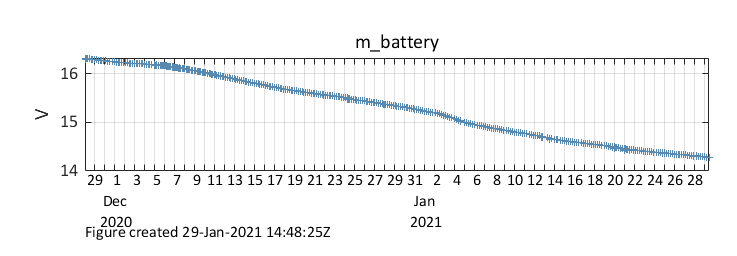 m_battery
16
15
14
V
29 1 3 5 7 9 11 13 15 17 19 21 23 25 27 29 31 2 4 6 8 10 12 14 16 18 20 22 24 26 28
Dec Jan
2020 2021
Figure created 29-Jan-2021 14:48:25Z